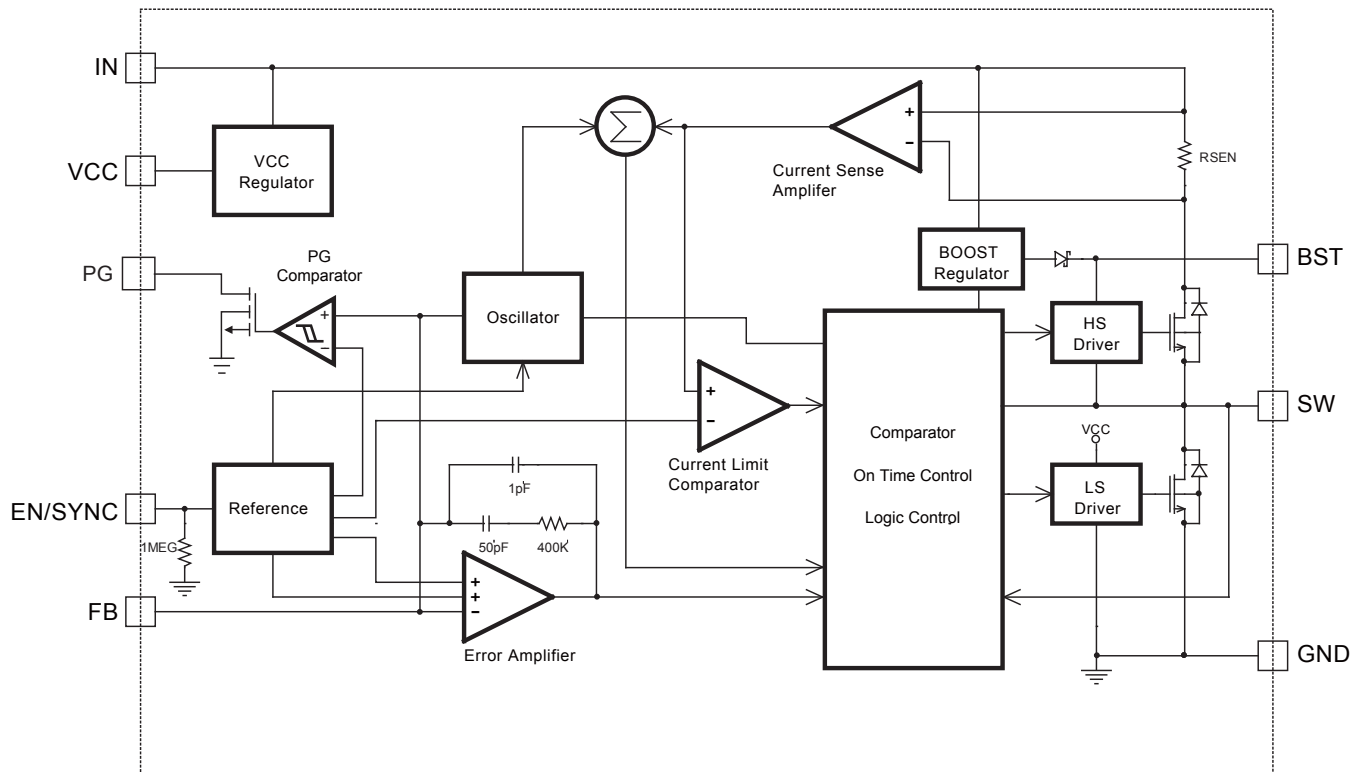 IN
VCC
VCC
Regulator
Current Sense
Amplifer
+
−
RSEN
BOOST
Regulator
BST
PG
PG
Comparator
+
−
Oscillator
HS
Driver
+
−
Current Limit
Comparator
Comparator
On Time Control
Logic Control
SW
VCC
LS
Driver
EN/SYNC
1MEG
Reference
1pF
50pF
400K
FB
+
+
−
Error Amplifier
GND